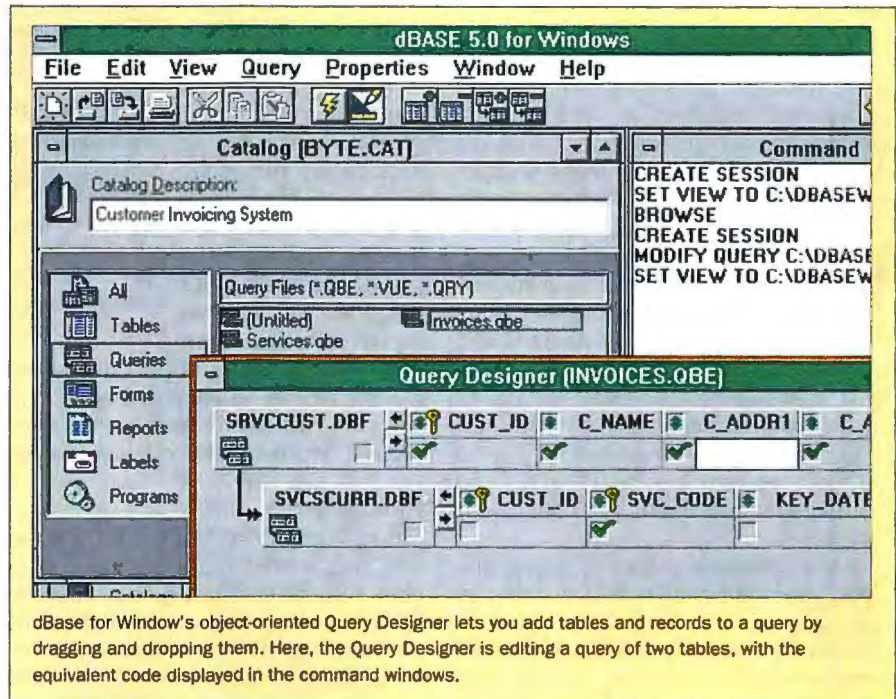 dBASE 5.0 for Windows
File Edit View Query Properties Window Help
Catalog (BYTE.CAT)
Catalog Description:
Customer Invoicing System
All
Tables
Queries
Forms
Reports
Labels
Programs
Query Files (*.QBE, *.VUE, *.QRY)
(Untitled)
Invoices.qbe
Services.qbe
Command
CREATE SESSION
SET VIEW TO C:\DBASEW
BROWSE
CREATE SESSION
MODIFY QUERY C:\DBASE
SET VIEW TO C:\DBASEW
Query Designer (INVOICES.QBE)
SRVCCUST.DBF CUST_ID C_NAME C_ADDR1 C_A
SVCSCURR.DBF CUST_ID SVC_CODE KEY_DATE
dBase for Window's object-oriented Query Designer lets you add tables and records to a query by
dragging and dropping them. Here, the Query Designer is editing a query of two tables, with the
equivalent code displayed in the command windows.